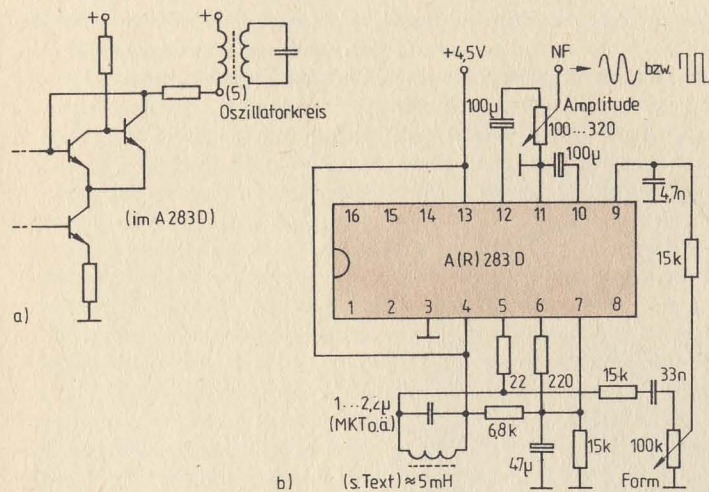 +
+
(5)
Oszillatorkreis
(im A 283 D)
a)
+4,5V
NF
bzw.
Amplitude
100µ
100...320
100µ
4,7n
16 15 14 13 12 11 10 9
A(R) 283 D
15k
1 2 3 4 5 6 7 8
22
220
15k
33n
1...2,2µ
(MKTo.ä.)
6,8k
47µ
15k
100k
b)
(s.Text) ≈ 5mH
Form